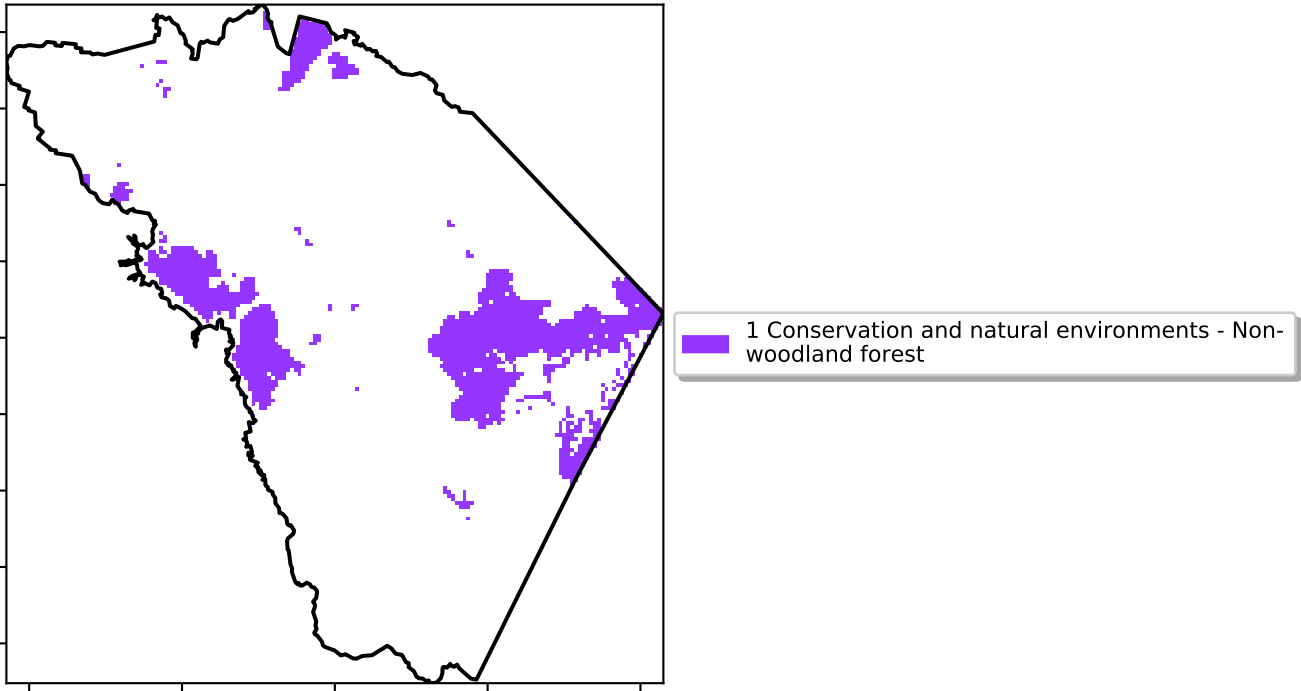 1 Conservation and natural environments - Non-
woodland forest